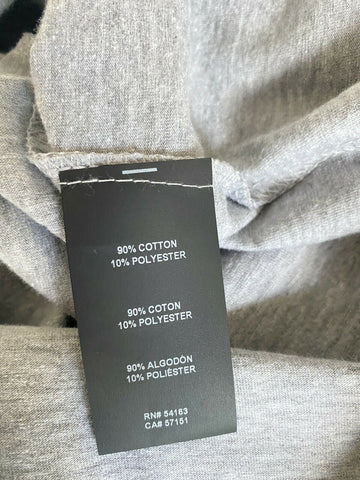 90% COTTON
10% POLYESTER
90% COTON
10% POLYESTER
90% ALGODÓN
10% POLIÉSTER
RN# 54163
CA# 57151